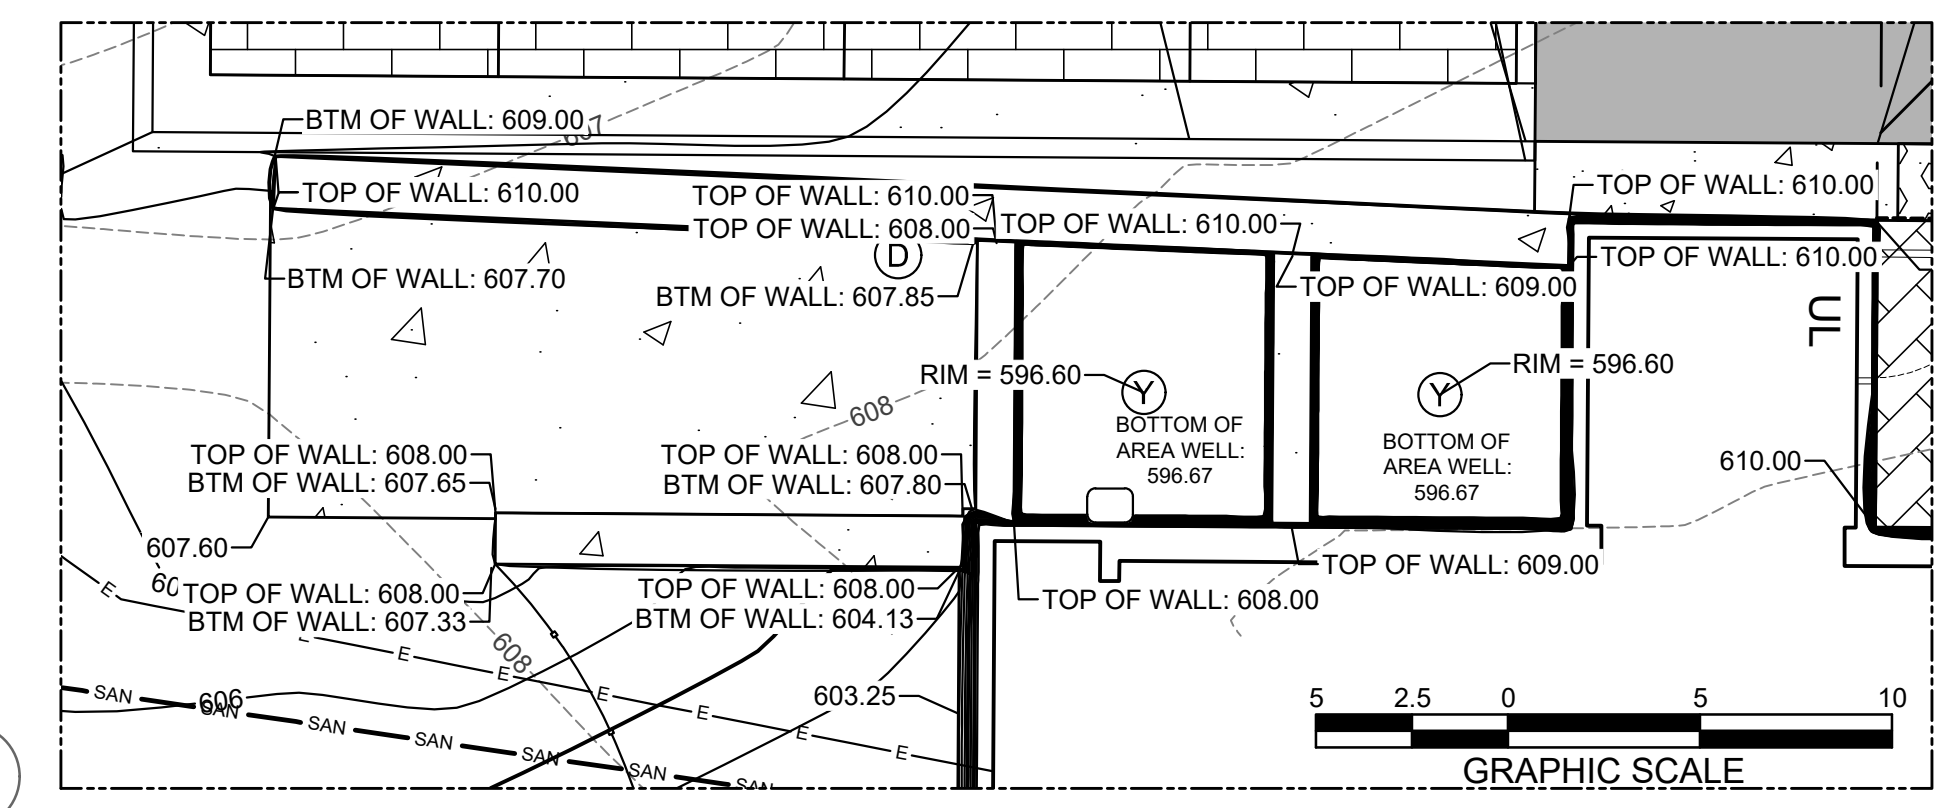 BTM OF WALL: 609.00
607
TOP OF WALL: 610.00
TOP OF WALL: 610.00
TOP OF WALL: 610.00
TOP OF WALL: 608.00
TOP OF WALL: 610.00
D
TOP OF WALL: 610.00
BTM OF WALL: 607.70
BTM OF WALL: 607.85
TOP OF WALL: 609.00
UL
RIM = 596.60
RIM = 596.60
Y
Y
608
BOTTOM OF
AREA WELL:
596.67
BOTTOM OF
AREA WELL:
596.67
TOP OF WALL: 608.00
BTM OF WALL: 607.65
TOP OF WALL: 608.00
BTM OF WALL: 607.80
610.00
607.60
TOP OF WALL: 608.00
BTM OF WALL: 607.33
TOP OF WALL: 608.00
BTM OF WALL: 604.13
TOP OF WALL: 609.00
TOP OF WALL: 608.00
E
E
E
E
E
E
E
608
606
603.25
SAN
SAN
SAN
SAN
SAN
SAN
SAN
5 2.5 0 5 10
GRAPHIC SCALE